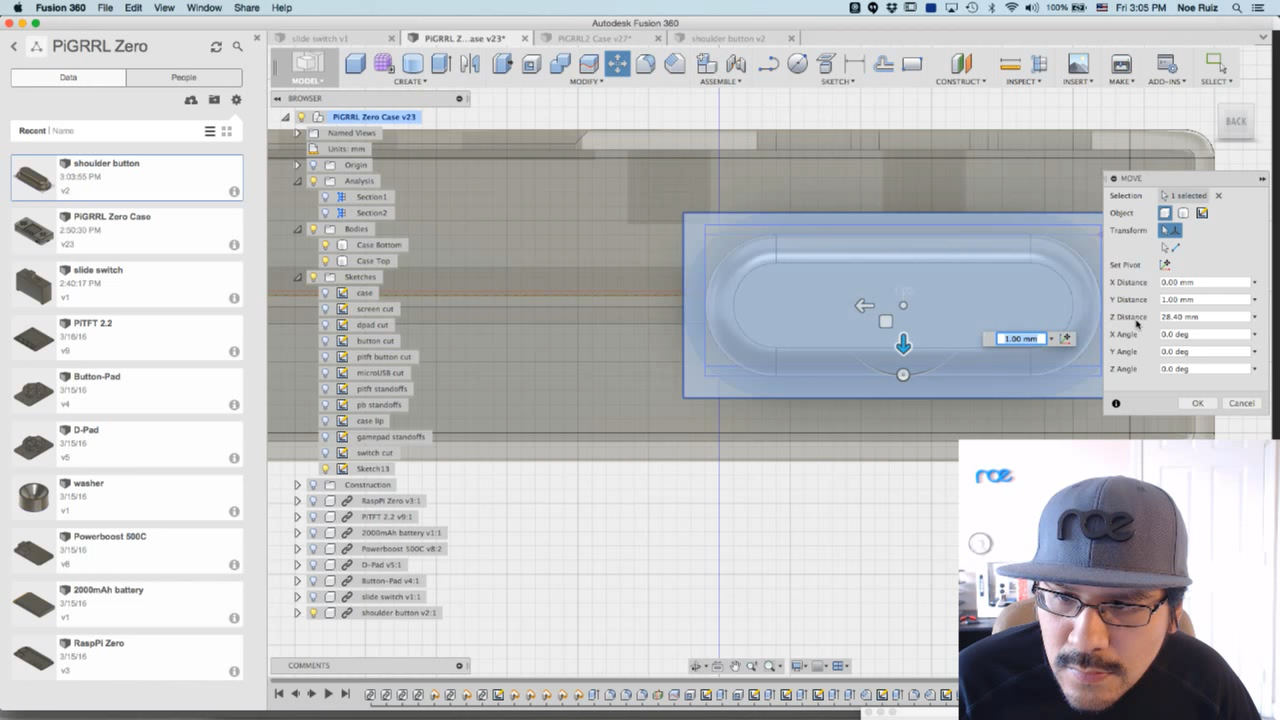 Fusion 360 File Edit View Window Share Help 100% Fri 3:05 PM Noe Ruiz
Autodesk Fusion 360
PiGRRL Zero
slide switch v1
PiGRRL Z...ase v23*
PiGRRL2 Case v27*
shoulder button v2
Data
People
MODEL
CREATE
MODIFY
ASSEMBLE
SKETCH
CONSTRUCT
INSPECT
INSERT
MAKE
ADD-INS
SELECT
Recent Name
shoulder button
3:03:55 PM
v2
PiGRRL Zero Case
2:50:30 PM
v23
slide switch
2:40:17 PM
v1
PiTFT 2.2
3/16/16
v9
Button-Pad
3/15/16
v4
D-Pad
3/15/16
v5
washer
3/15/16
v1
Powerboost 500C
3/15/16
v8
2000mAh battery
3/15/16
v1
RaspPi Zero
3/15/16
v3
BROWSER
PiGRRL Zero Case v23
Named Views
Units: mm
Origin
Analysis
Section1
Section2
Bodies
Case Bottom
Case Top
Sketches
case
screen cut
dpad cut
button cut
pitft button cut
microUSB cut
pitft standoffs
pb standoffs
case lip
gamepad standoffs
switch cut
Sketch13
Construction
RaspPi Zero v3:1
PiTFT 2.2 v9:1
2000mAh battery v1:1
Powerboost 500C v8:2
D-Pad v5:1
Button-Pad v4:1
slide switch v1:1
shoulder button v2:1
COMMENTS
BACK
1.00 mm
MOVE
Selection 1 selected
Object
Transform
Set Pivot
X Distance 0.00 mm
Y Distance 1.00 mm
Z Distance 28.40 mm
X Angle 0.0 deg
Y Angle 0.0 deg
Z Angle 0.0 deg
OK Cancel
noe
noe